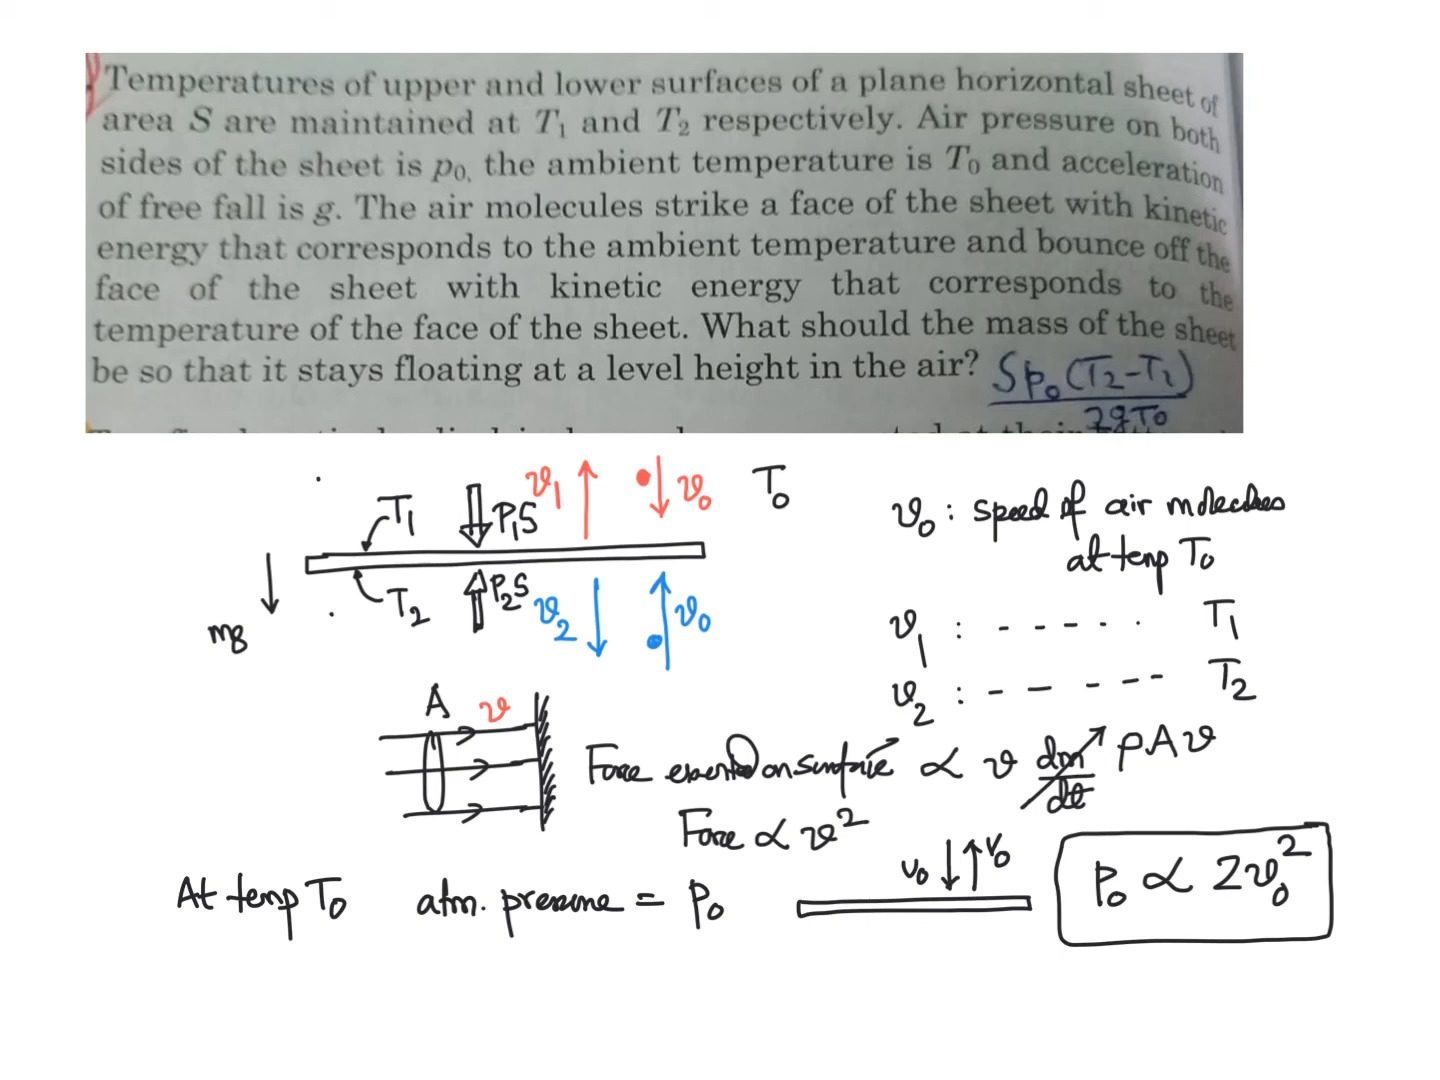 Temperatures of upper and lower surfaces of a plane horizontal sheet of
area S are maintained at T₁ and T₂ respectively. Air pressure on both
sides of the sheet is p₀, the ambient temperature is T₀ and acceleration
of free fall is g. The air molecules strike a face of the sheet with kinetic
energy that corresponds to the ambient temperature and bounce off the
face of the sheet with kinetic energy that corresponds to the
temperature of the face of the sheet. What should the mass of the sheet
be so that it stays floating at a level height in the air?
Sp₀(T₂-T₁)
2gT₀
T₁ P₁S v₁ v₀ T₀
T₂ P₂S v₂ v₀
mg
v₀ : speed of air molecules
at temp T₀
v₁ : - - - - - . T₁
v₂ : - - - - - - T₂
A v
Force exerted on surface ∝ v dm/dt ρAv
Force ∝ v²
At temp T₀ atm. pressure = P₀
v₀ v₀
P₀ ∝ 2v₀²